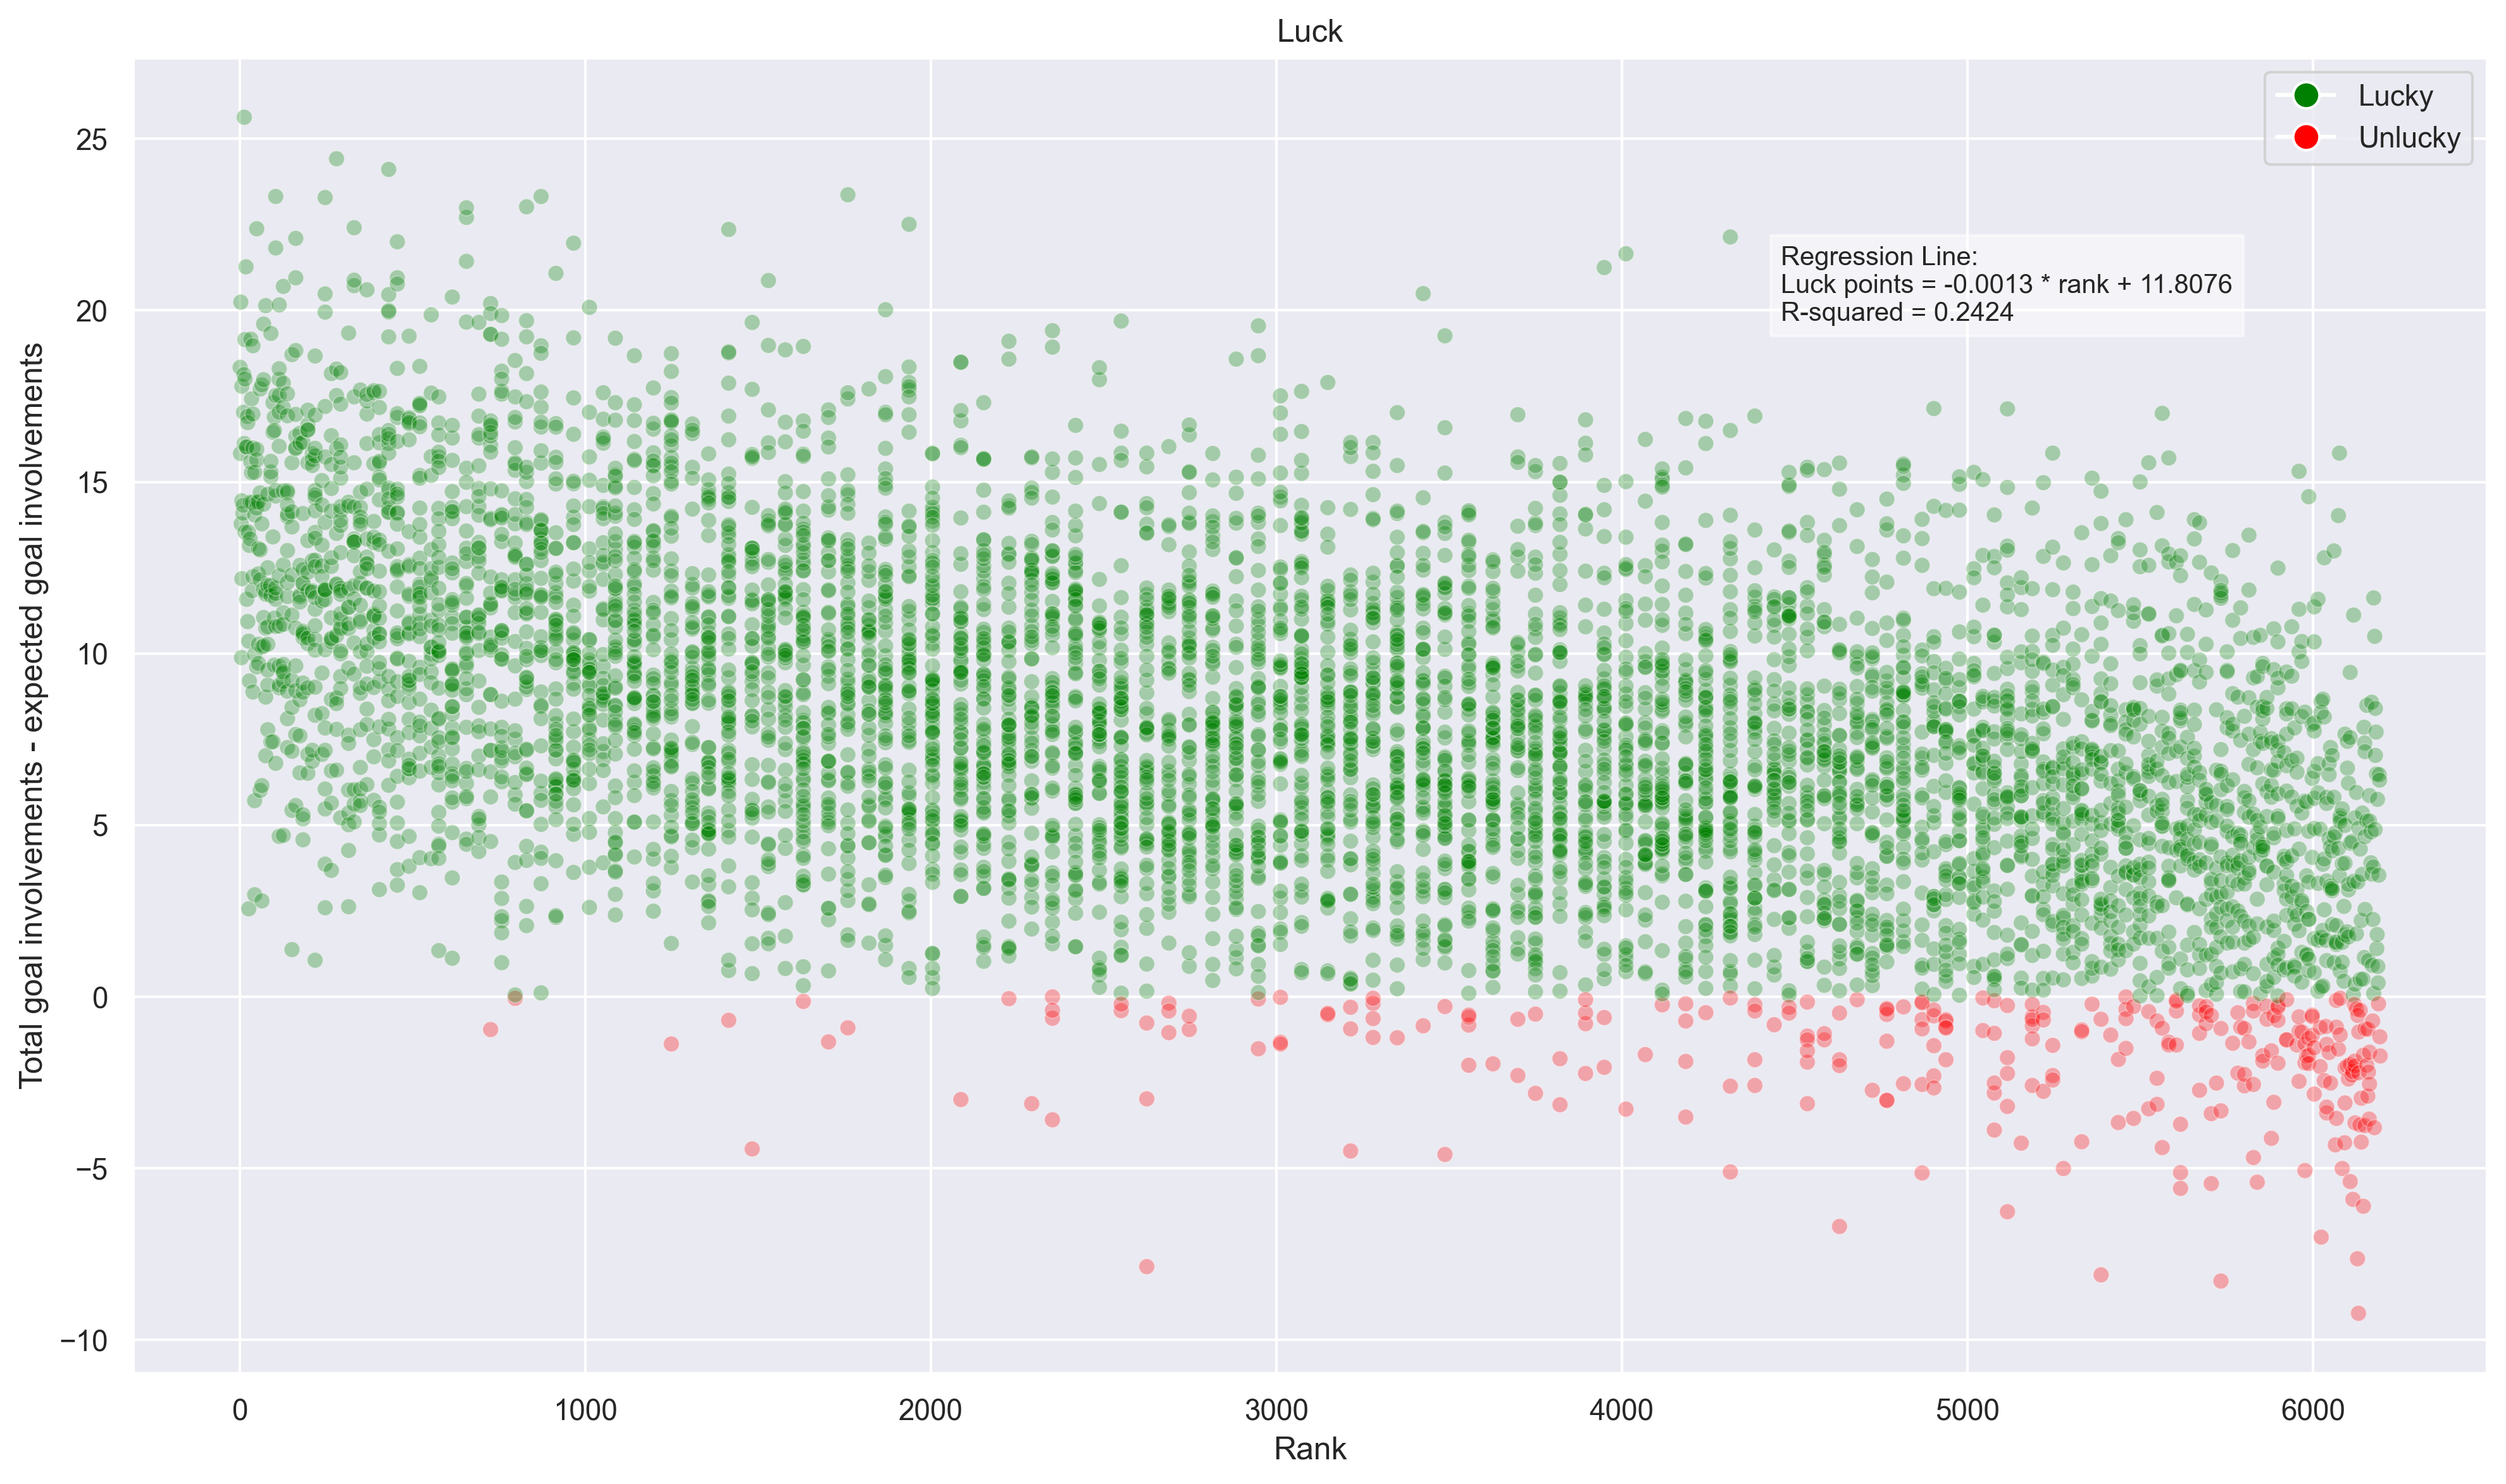 Luck
Total goal involvements - expected goal involvements
25
20
15
10
5
0
−5
−10
Lucky
Unlucky
Regression Line:
Luck points = -0.0013 * rank + 11.8076
R-squared = 0.2424
0 1000 2000 3000 4000 5000 6000
Rank